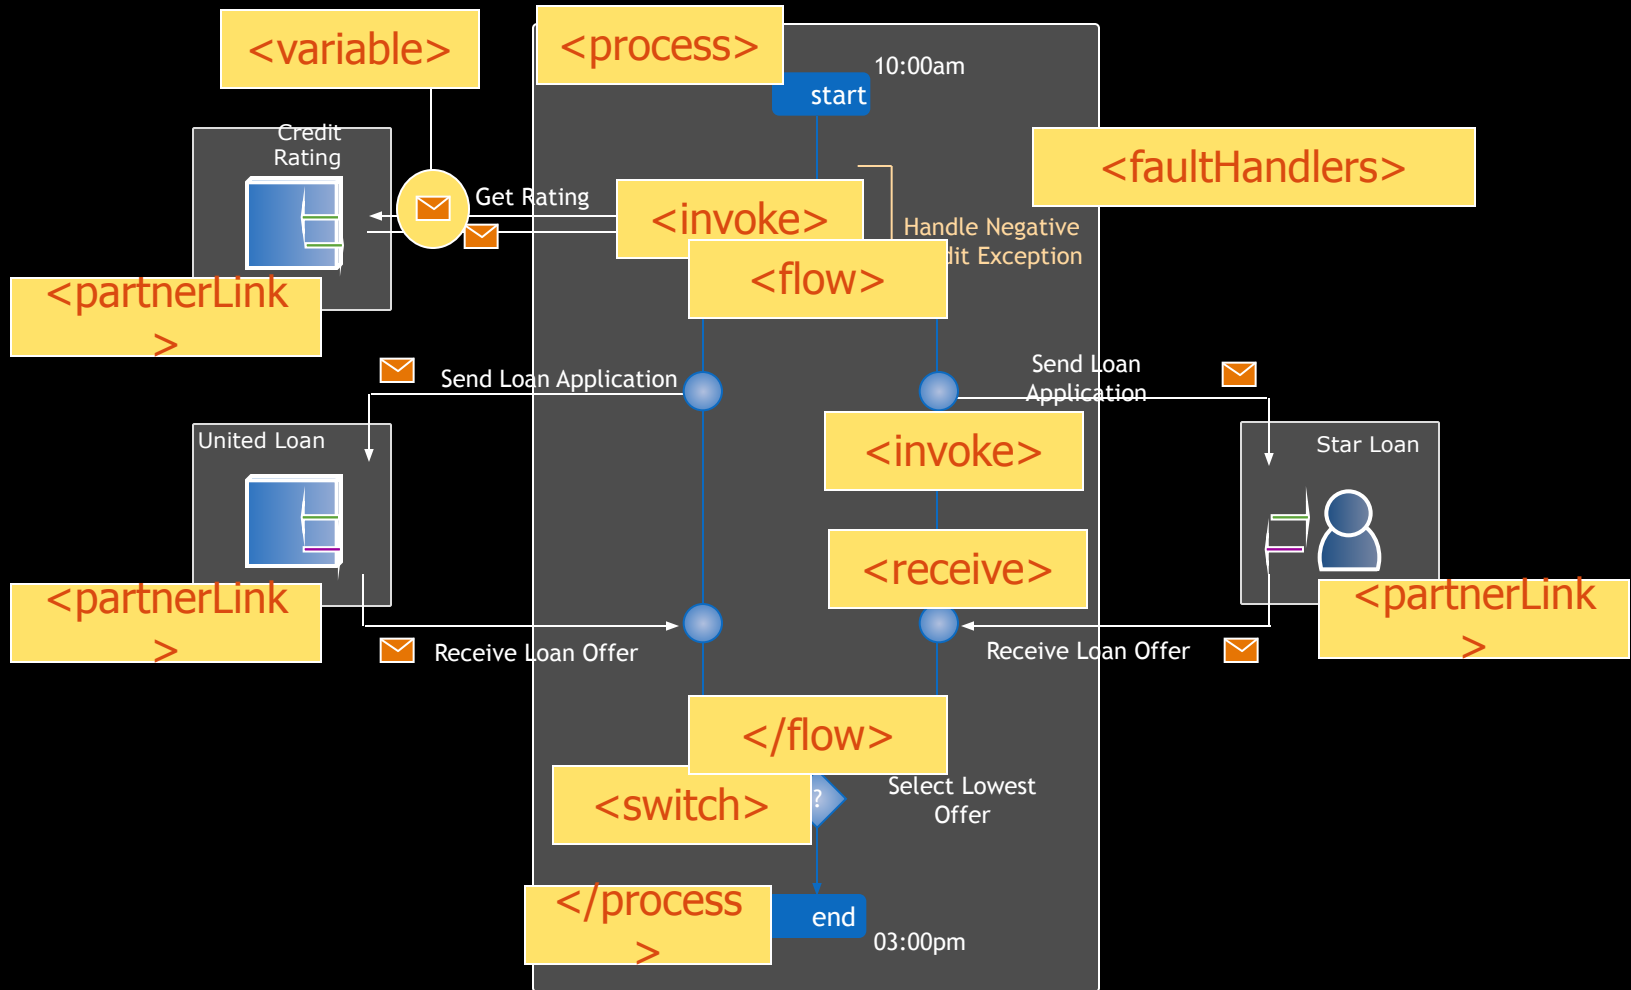 <variable>
<process>
10:00am
start
Credit
Rating
<faultHandlers>
Get Rating
<invoke>
Handle Negative
dit Exception
<flow>
<partnerLink
>
Send Loan Application
Send Loan
Application
United Loan
<invoke>
Star Loan
<receive>
<partnerLink
>
<partnerLink
>
Receive Loan Offer
Receive Loan Offer
</flow>
<switch>
?
Select Lowest
Offer
</process
>
end
03:00pm